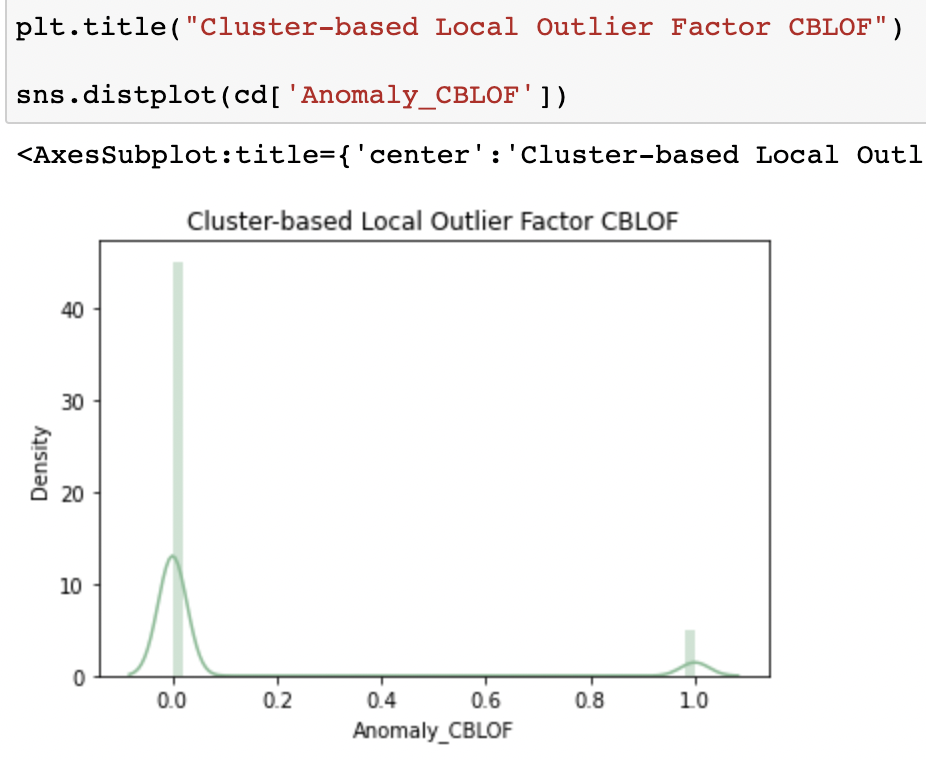 plt.title("Cluster-based Local Outlier Factor CBLOF")
sns.distplot(cd['Anomaly_CBLOF'])
<AxesSubplot:title={'center':'Cluster-based Local Outl
Cluster-based Local Outlier Factor CBLOF
40
30
20
10
0
Density
0.0 0.2 0.4 0.6 0.8 1.0
Anomaly_CBLOF